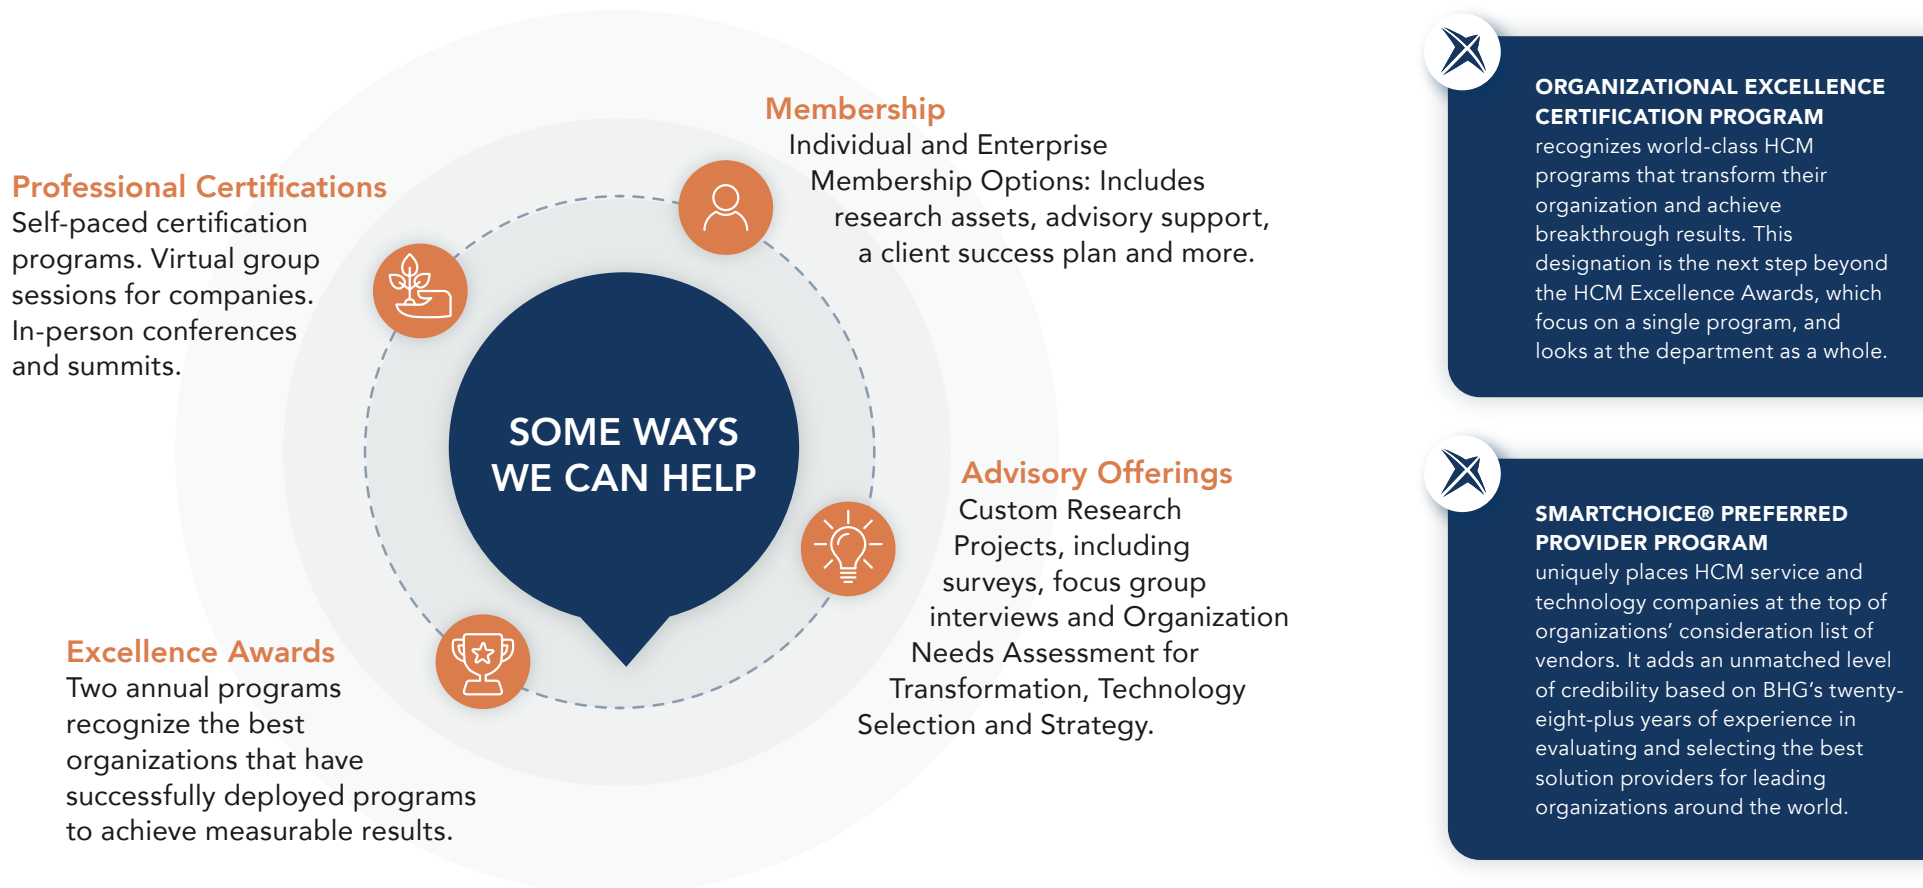 Professional Certifications
Self-paced certification
programs. Virtual group
sessions for companies.
In-person conferences
and summits.
Membership
Individual and Enterprise
Membership Options: Includes
research assets, advisory support,
a client success plan and more.
SOME WAYS
WE CAN HELP
Advisory Offerings
Custom Research
Projects, including
surveys, focus group
interviews and Organization
Needs Assessment for
Transformation, Technology
Selection and Strategy.
Excellence Awards
Two annual programs
recognize the best
organizations that have
successfully deployed programs
to achieve measurable results.
ORGANIZATIONAL EXCELLENCE
CERTIFICATION PROGRAM
recognizes world-class HCM
programs that transform their
organization and achieve
breakthrough results. This
designation is the next step beyond
the HCM Excellence Awards, which
focus on a single program, and
looks at the department as a whole.
SMARTCHOICE® PREFERRED
PROVIDER PROGRAM
uniquely places HCM service and
technology companies at the top of
organizations’ consideration list of
vendors. It adds an unmatched level
of credibility based on BHG’s twenty-
eight-plus years of experience in
evaluating and selecting the best
solution providers for leading
organizations around the world.